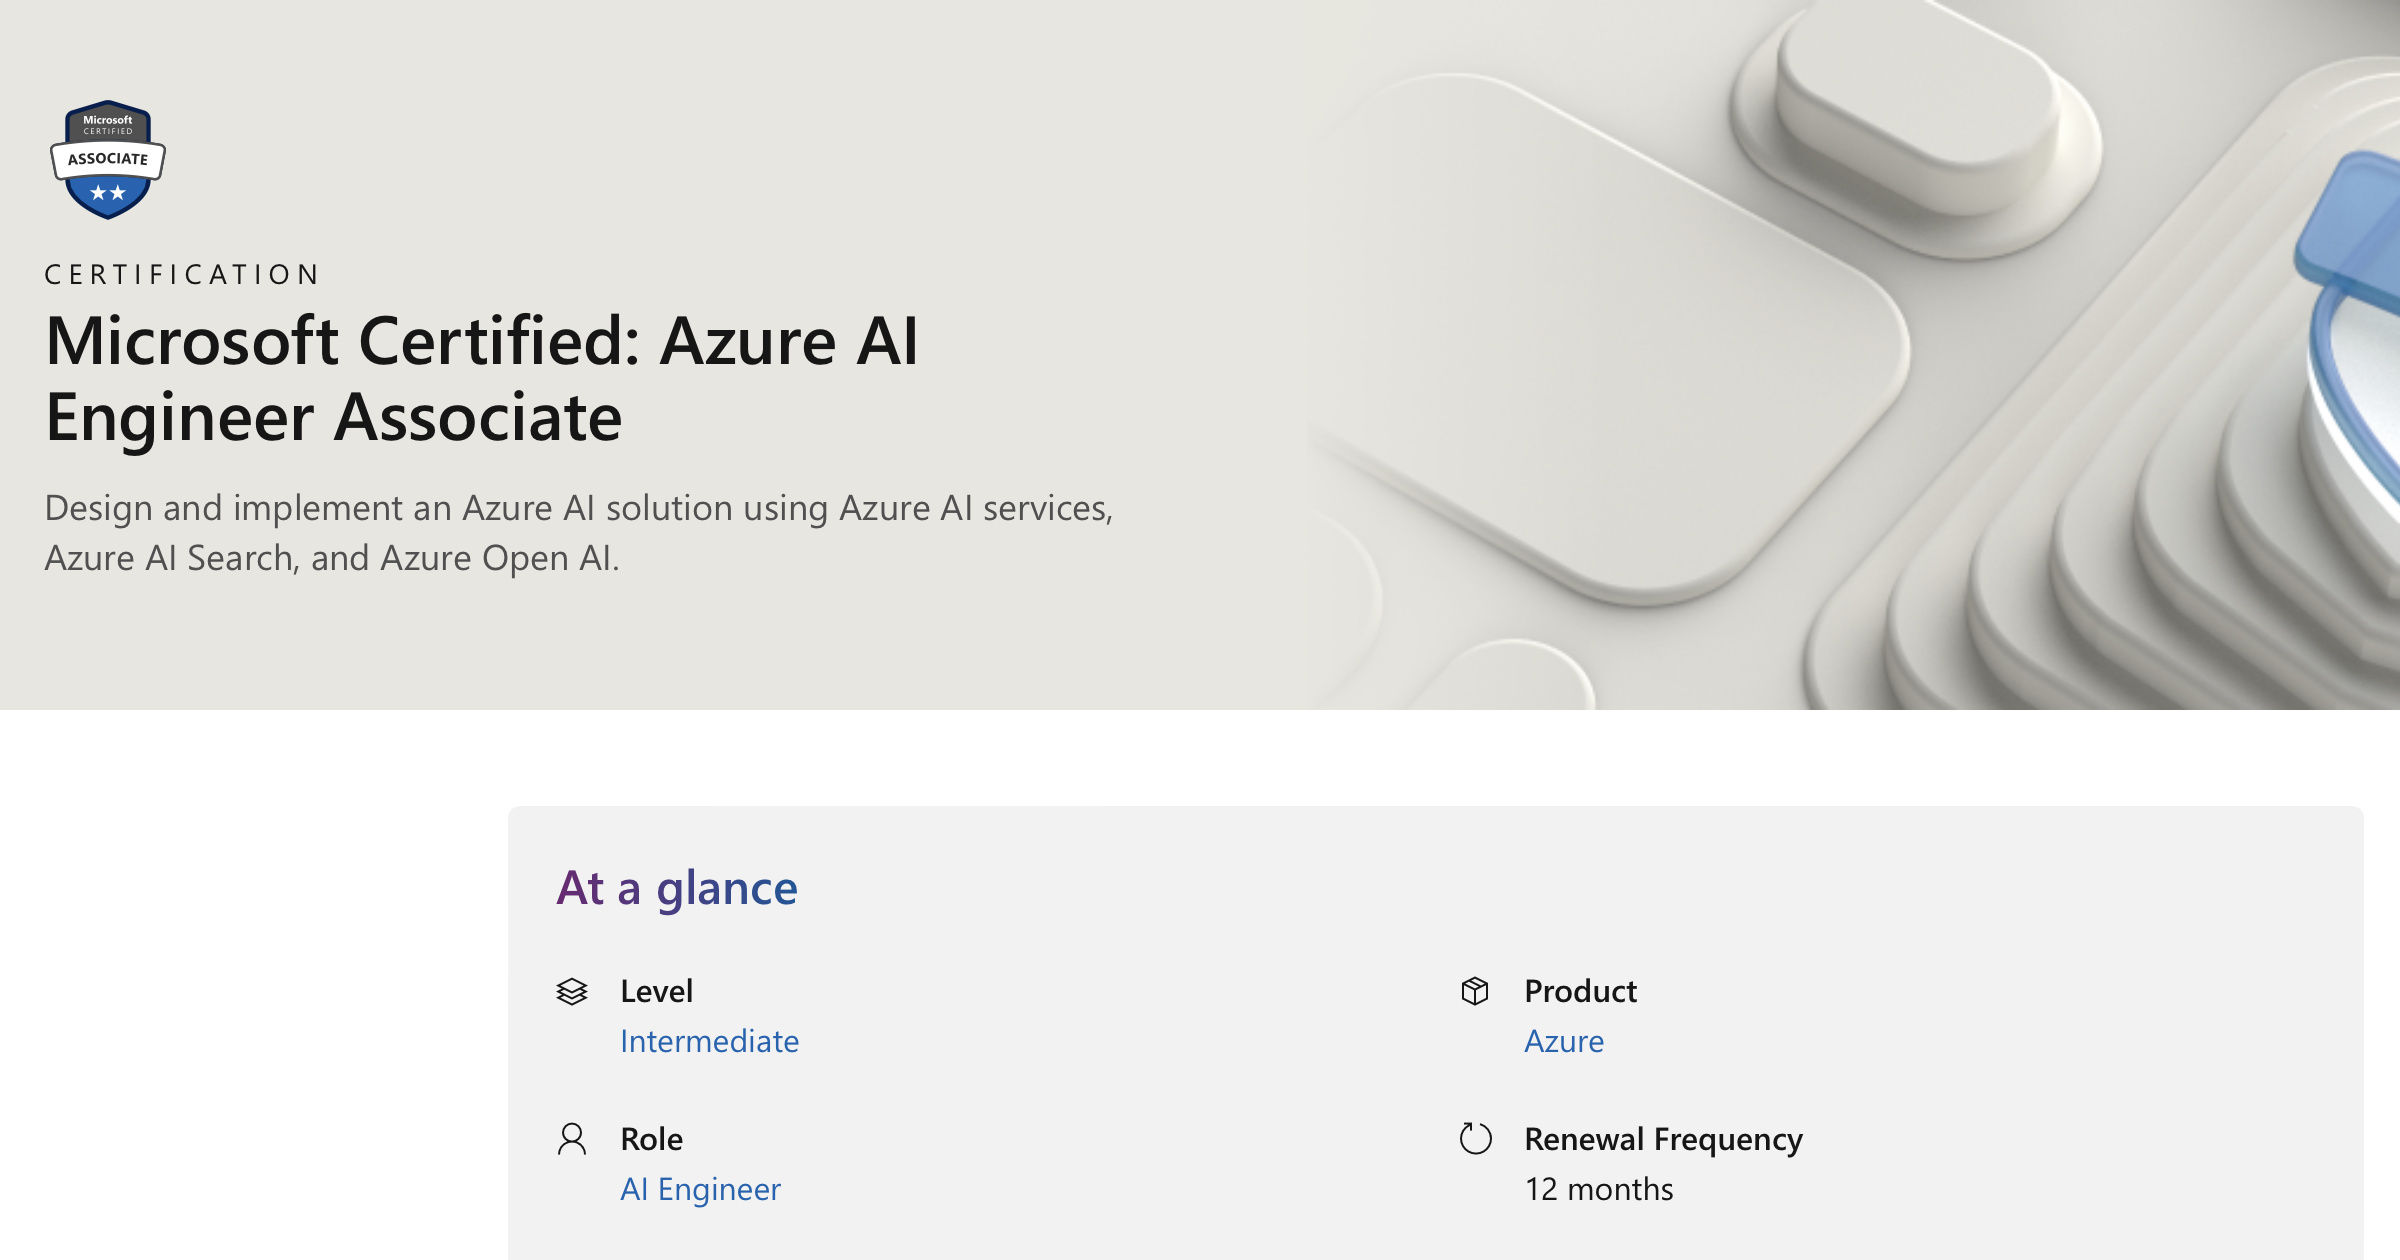 Microsoft
CERTIFIED
ASSOCIATE
CERTIFICATION
Microsoft Certified: Azure AI
Engineer Associate
Design and implement an Azure AI solution using Azure AI services,
Azure AI Search, and Azure Open AI.
At a glance
Level
Intermediate
Product
Azure
Role
AI Engineer
Renewal Frequency
12 months